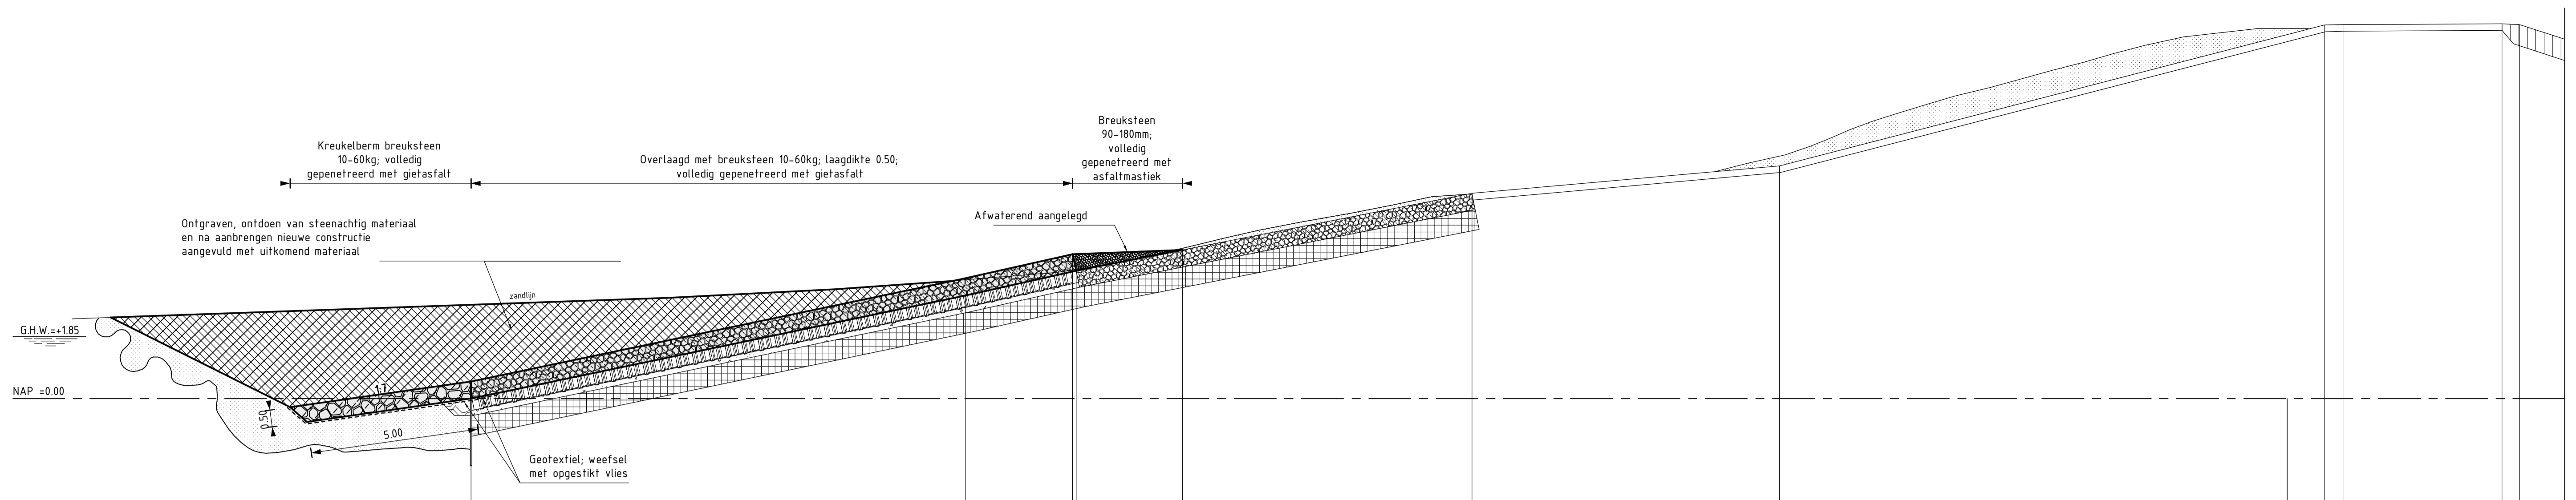 Breuksteen
90-180mm;
volledig
gepenetreerd met
asfaltmastiek
Kreukelberm breuksteen
10-60kg; volledig
gepenetreerd met gietasfalt
Overlaagd met breuksteen 10-60kg; laagdikte 0.50;
volledig gepenetreerd met gietasfalt
Afwaterend aangelegd
Ontgraven, ontdoen van steenachtig materiaal
en na aanbrengen nieuwe constructie
aangevuld met uitkomend materiaal
zandlijn
G.H.W.=+1.85
NAP =0.00
1:7
0.50
5.00
Geotextiel; weefsel
met opgestikt vlies